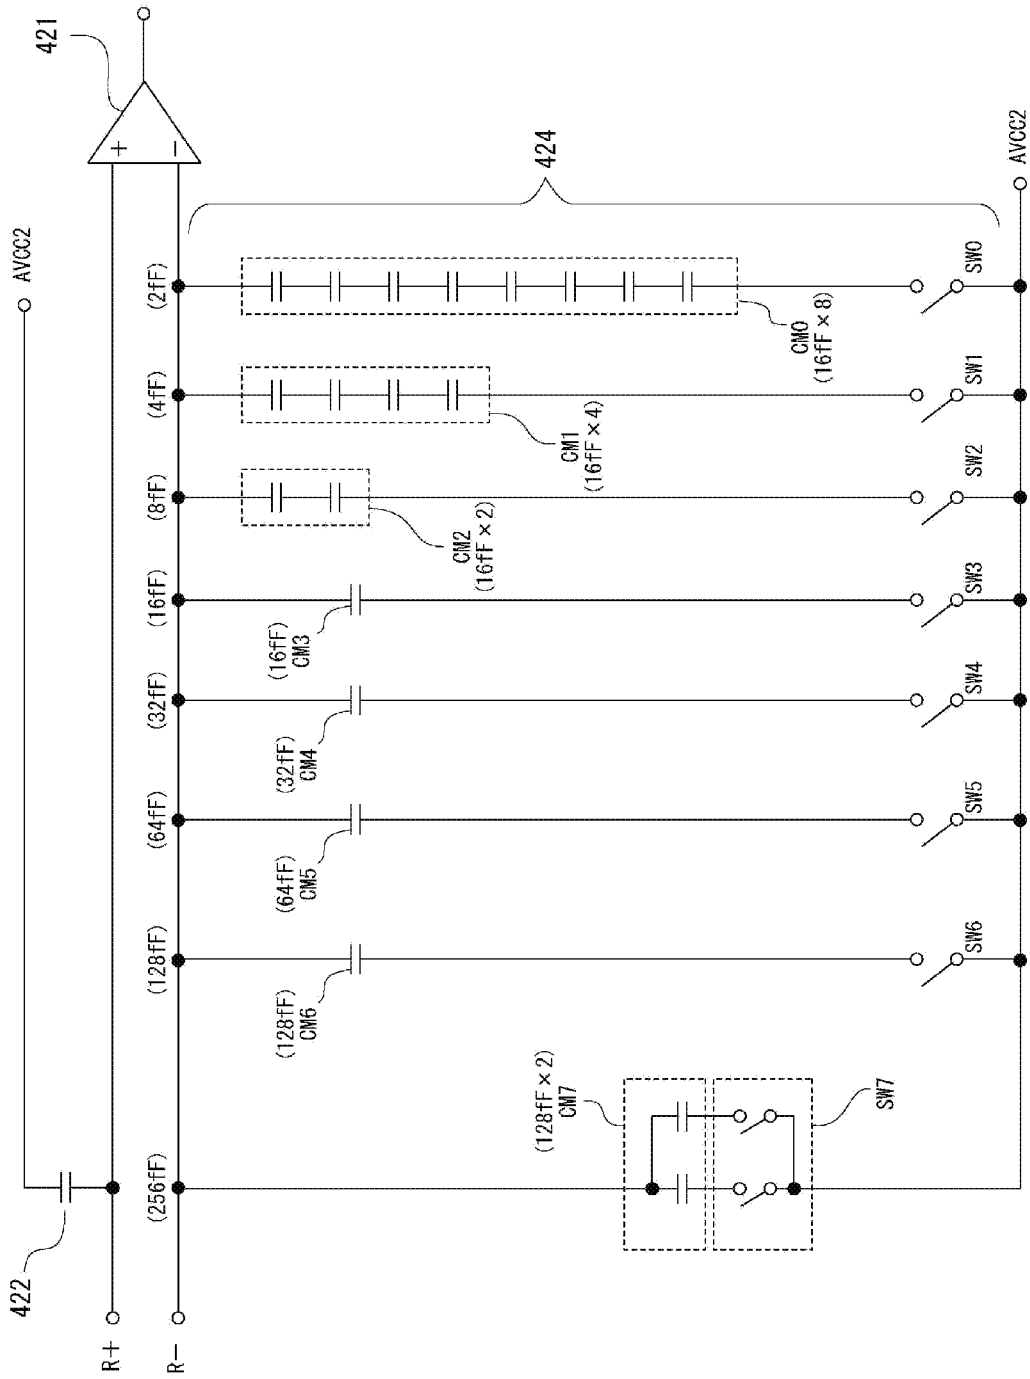 422
R+
R−
AVCC2
421
+
−
(256fF)
(128fF)
(64fF)
(32fF)
(16fF)
(8fF)
(4fF)
(2fF)
424
(128fF×2)
CM7
SW7
(128fF)
CM6
SW6
(64fF)
CM5
SW5
(32fF)
CM4
SW4
(16fF)
CM3
SW3
CM2
(16fF×2)
SW2
CM1
(16fF×4)
SW1
CM0
(16fF×8)
SW0
AVCC2